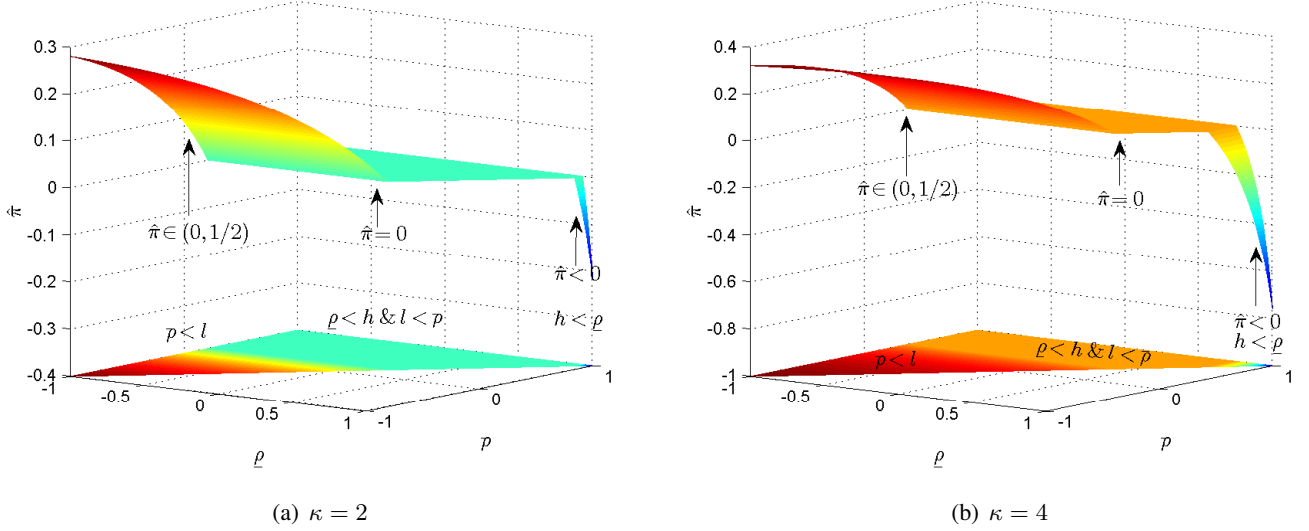 0.3
0.2
0.1
0
-0.1
-0.2
-0.3
-0.4
π̂
π̂∈(0,1/2)
π̂=0
π̂<0
p<l
ρ<h & l<p
h<ρ
-1
-0.5
0
0.5
1
-1
0
1
ρ
p
(a) κ = 2
0.4
0.2
0
-0.2
-0.4
-0.6
-0.8
-1
π̂
π̂∈(0,1/2)
π̂=0
π̂<0
h<ρ
p<l
ρ<h & l<p
-1
-0.5
0
0.5
1
-1
0
1
ρ
p
(b) κ = 4